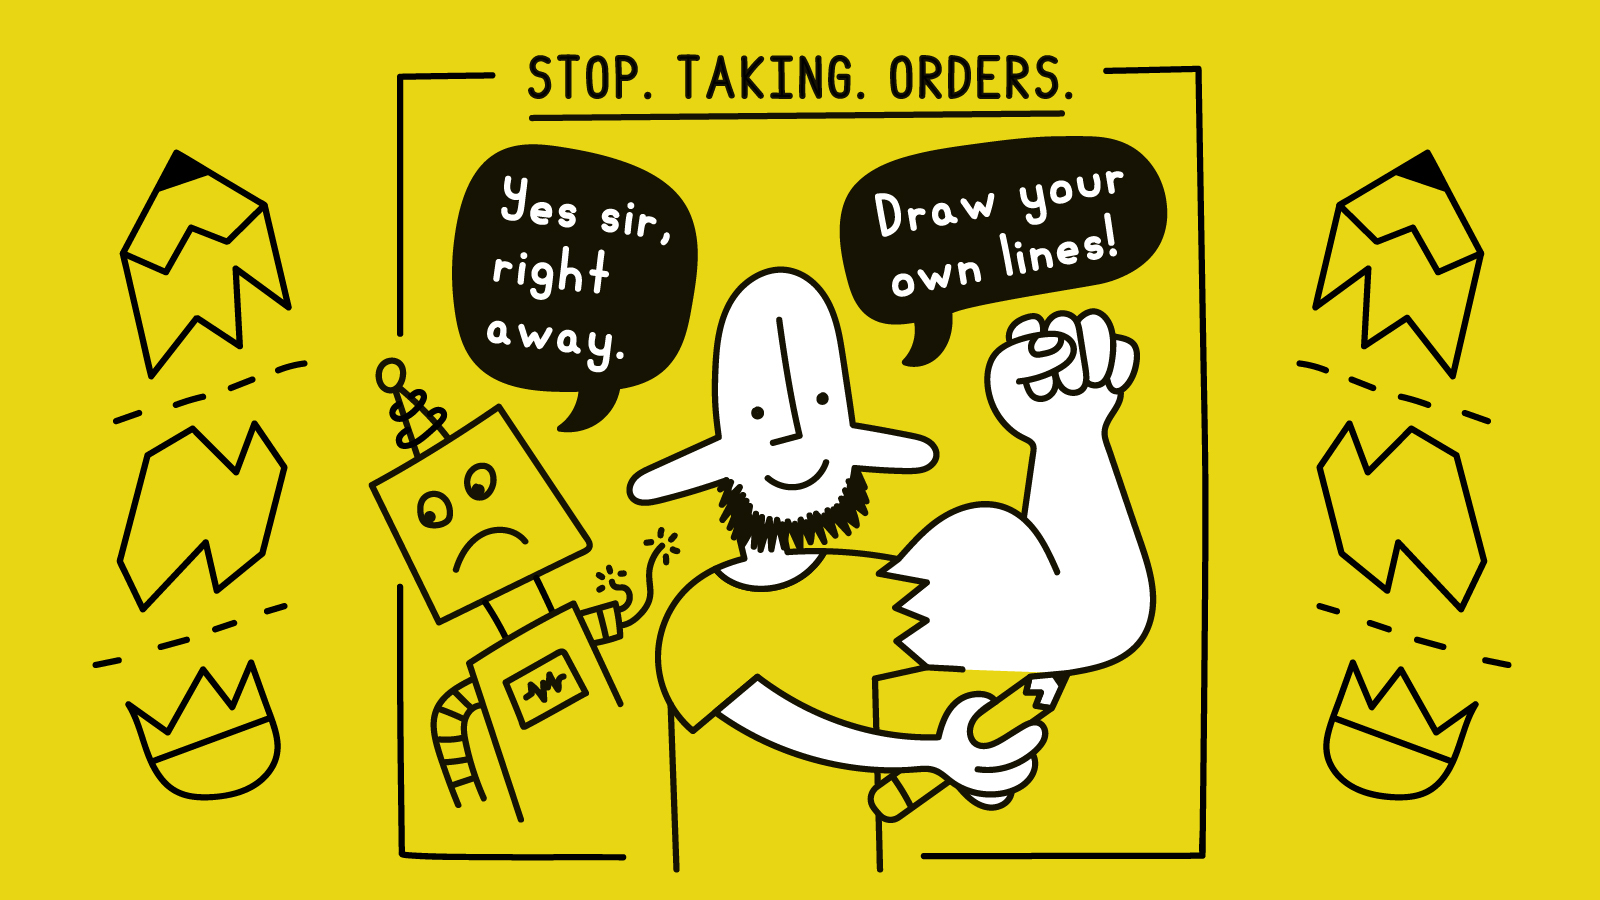 STOP. TAKING. ORDERS.
Yes sir,
right
away.
Draw your
own lines!